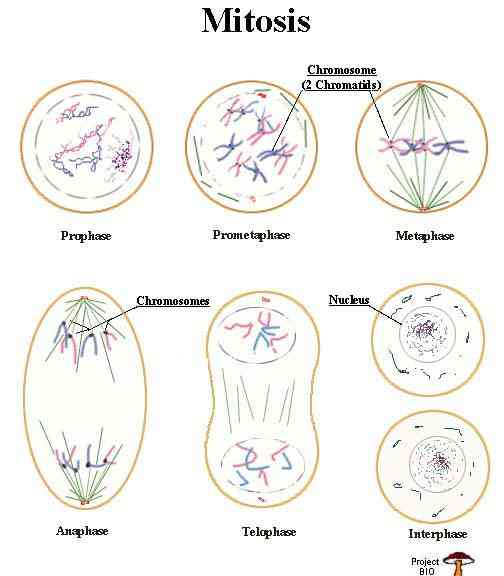 Mitosis
Chromosome
(2 Chromatids)
Prophase
Prometaphase
Metaphase
Chromosomes
Nucleus
Anaphase
Telophase
Interphase
Project
BIO